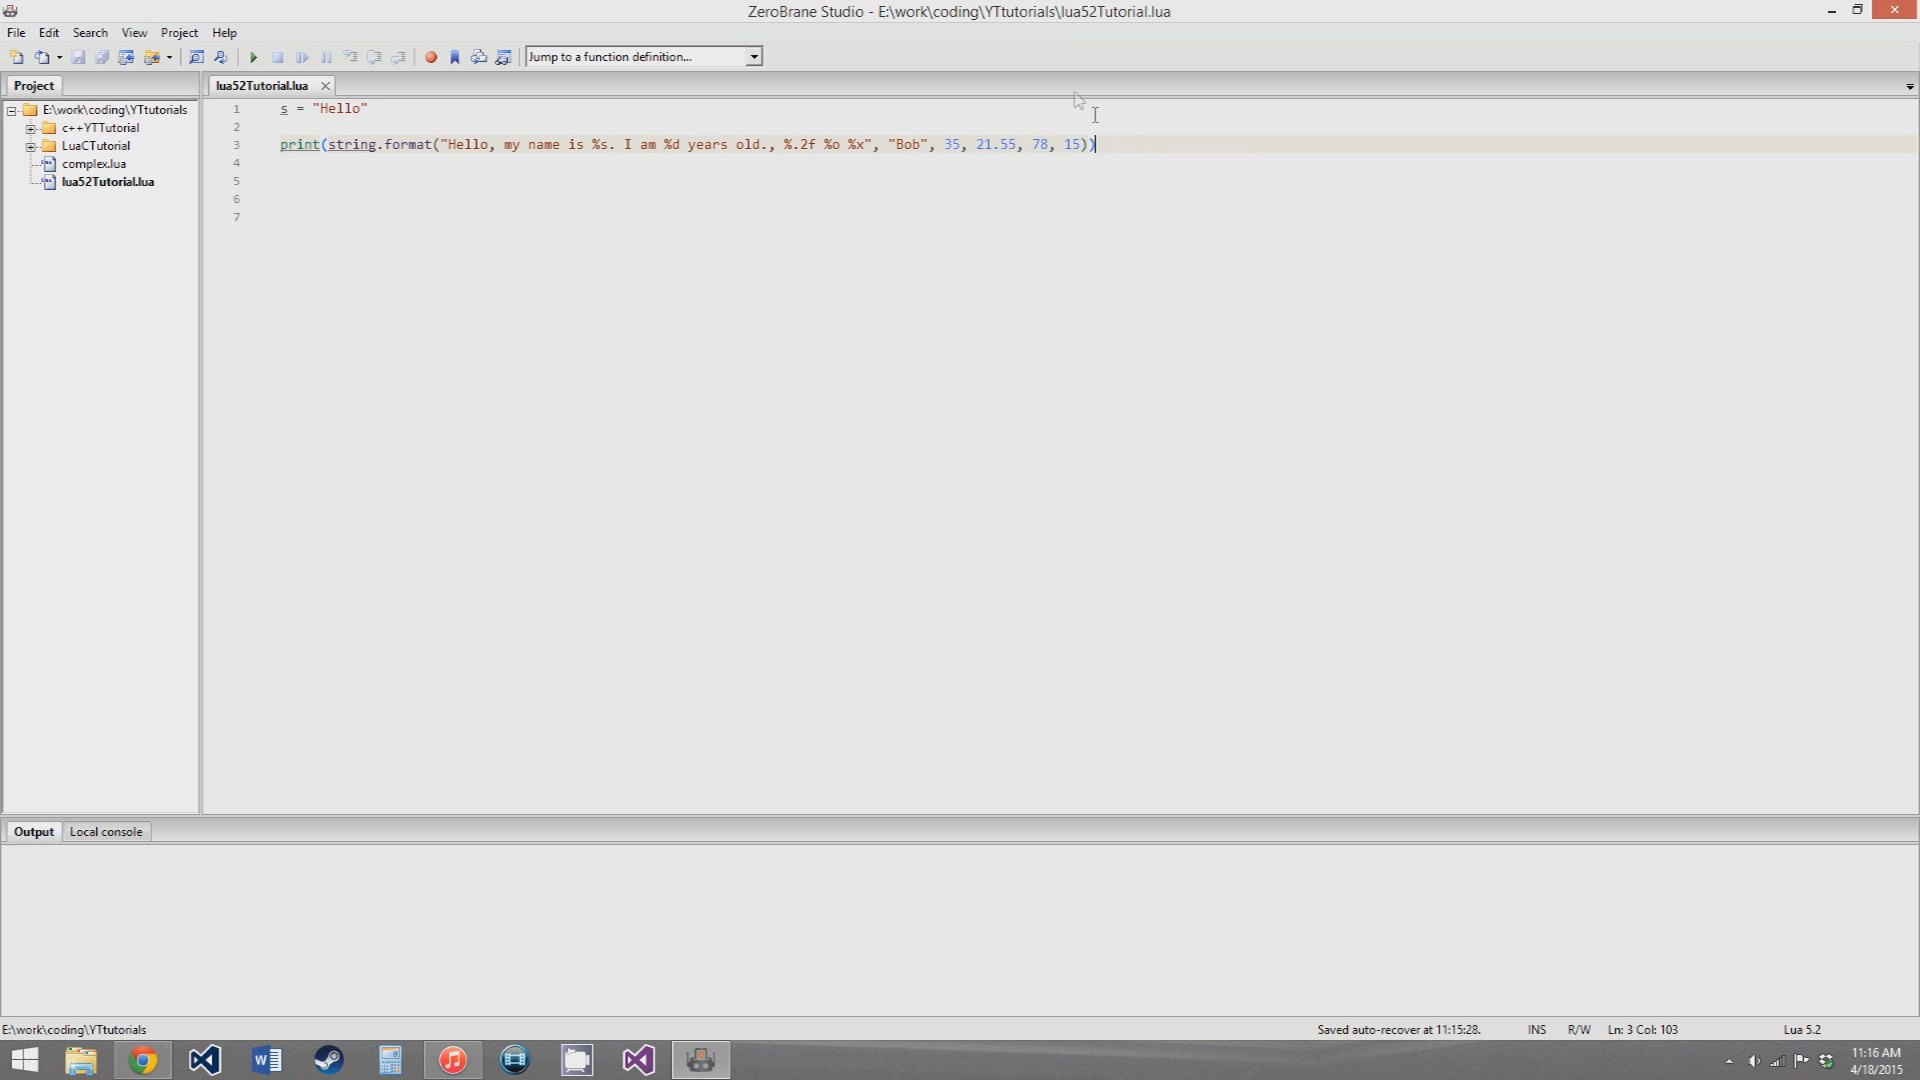 ZeroBrane Studio - E:\work\coding\YTtutorials\lua52Tutorial.lua
File Edit Search View Project Help
Jump to a function definition...
Project
lua52Tutorial.lua
E:\work\coding\YTtutorials
c++YTTutorial
LuaCTutorial
complex.lua
lua52Tutorial.lua
1 s = "Hello"
2
3 print(string.format("Hello, my name is %s. I am %d years old., %.2f %o %x", "Bob", 35, 21.55, 78, 15))
4
5
6
7
Output Local console
E:\work\coding\YTtutorials
Saved auto-recover at 11:15:28. INS R/W Ln: 3 Col: 103 Lua 5.2
11:16 AM
4/18/2015